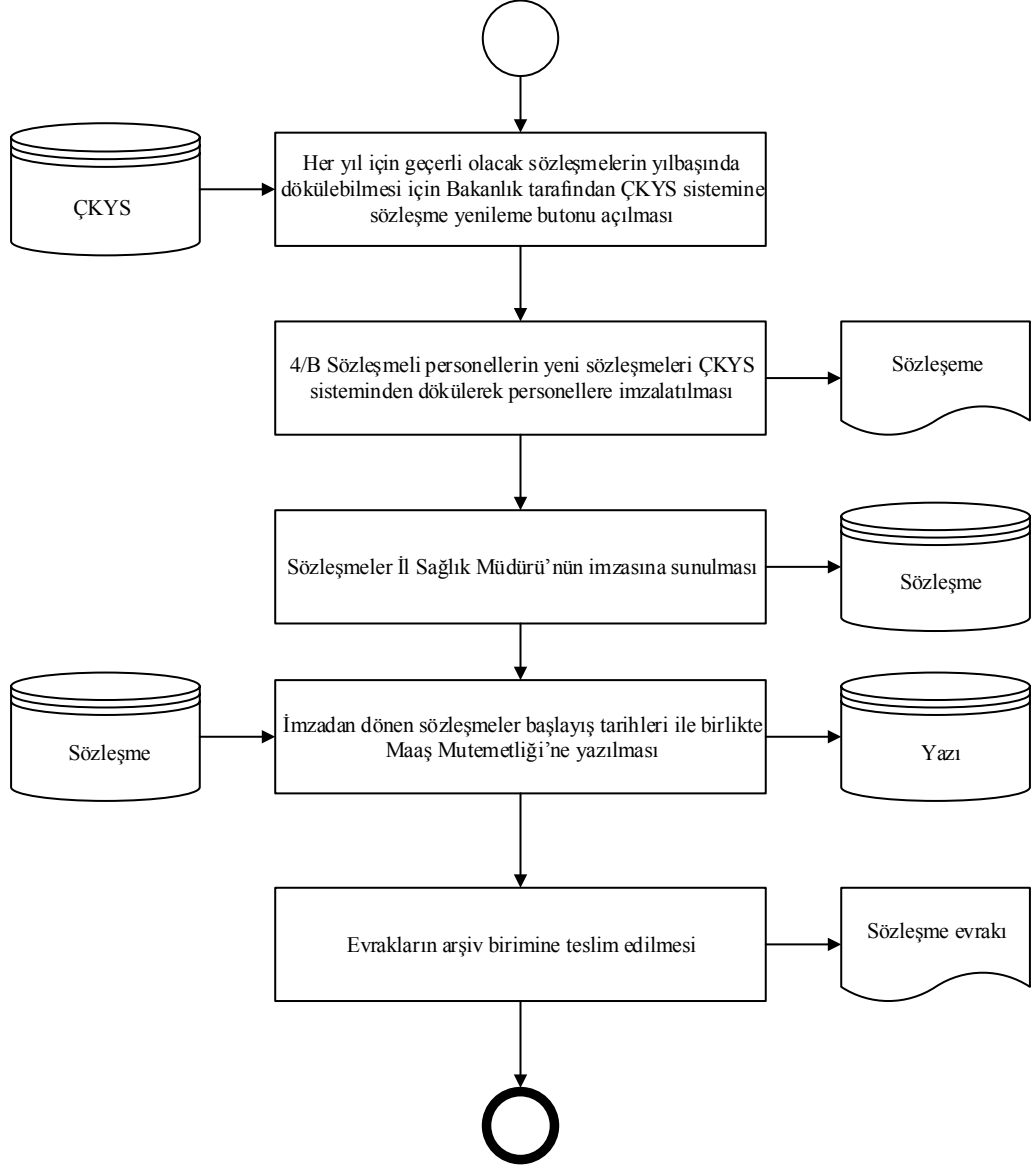 Her yıl için geçerli olacak sözleşmelerin yılbaşında
dökülebilmesi için Bakanlık tarafından ÇKYS sistemine
sözleşme yenileme butonu açılması
ÇKYS
4/B Sözleşmeli personellerin yeni sözleşmeleri ÇKYS
sisteminden dökülerek personellere imzalatılması
Sözleşeme
Sözleşmeler İl Sağlık Müdürü’nün imzasına sunulması
Sözleşme
Sözleşme
İmzadan dönen sözleşmeler başlayış tarihleri ile birlikte
Maaş Mutemetliği’ne yazılması
Yazı
Evrakların arşiv birimine teslim edilmesi
Sözleşme evrakı